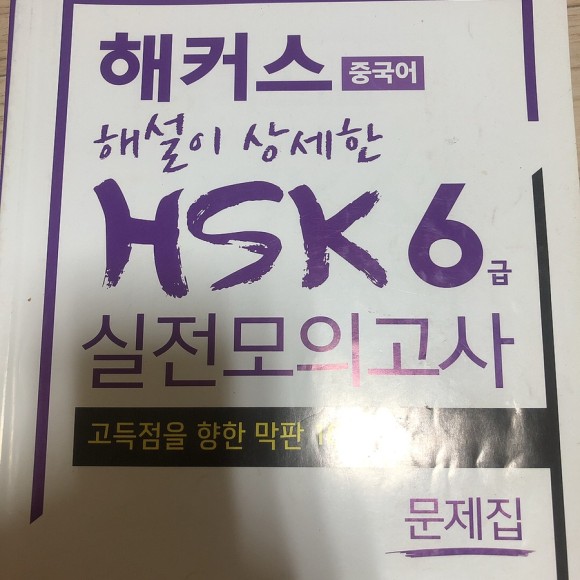 해커스 중국어
해설이 상세한
HSK 6급
실전모의고사
고득점을 향한 막판
문제집